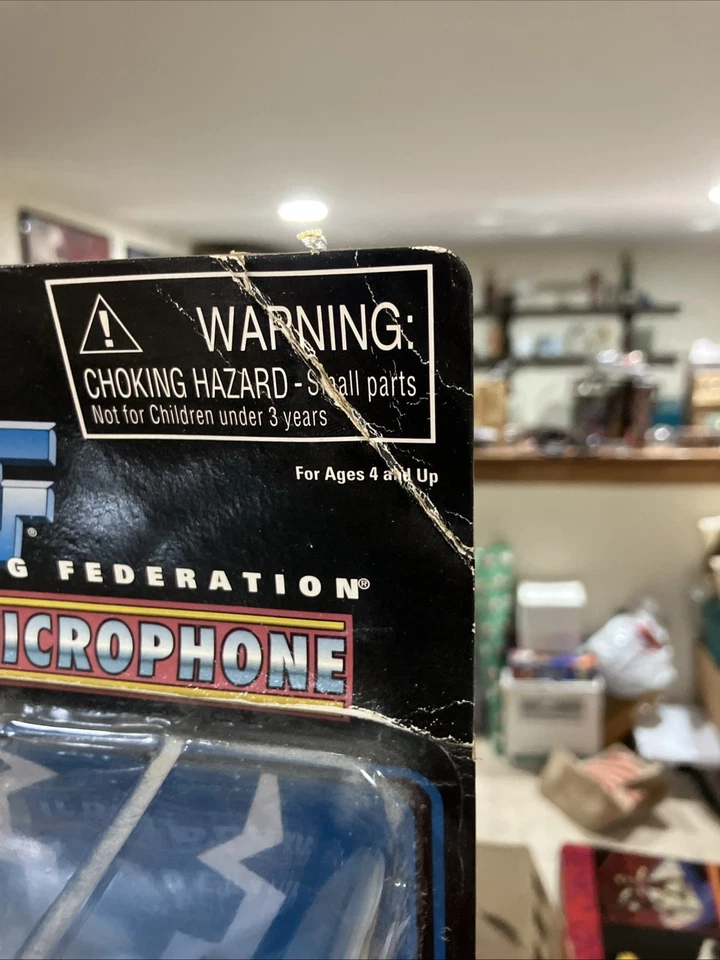 WARNING:
CHOKING HAZARD - Small parts
Not for Children under 3 years
For Ages 4 and Up
®
G FEDERATION®
ICROPHONE